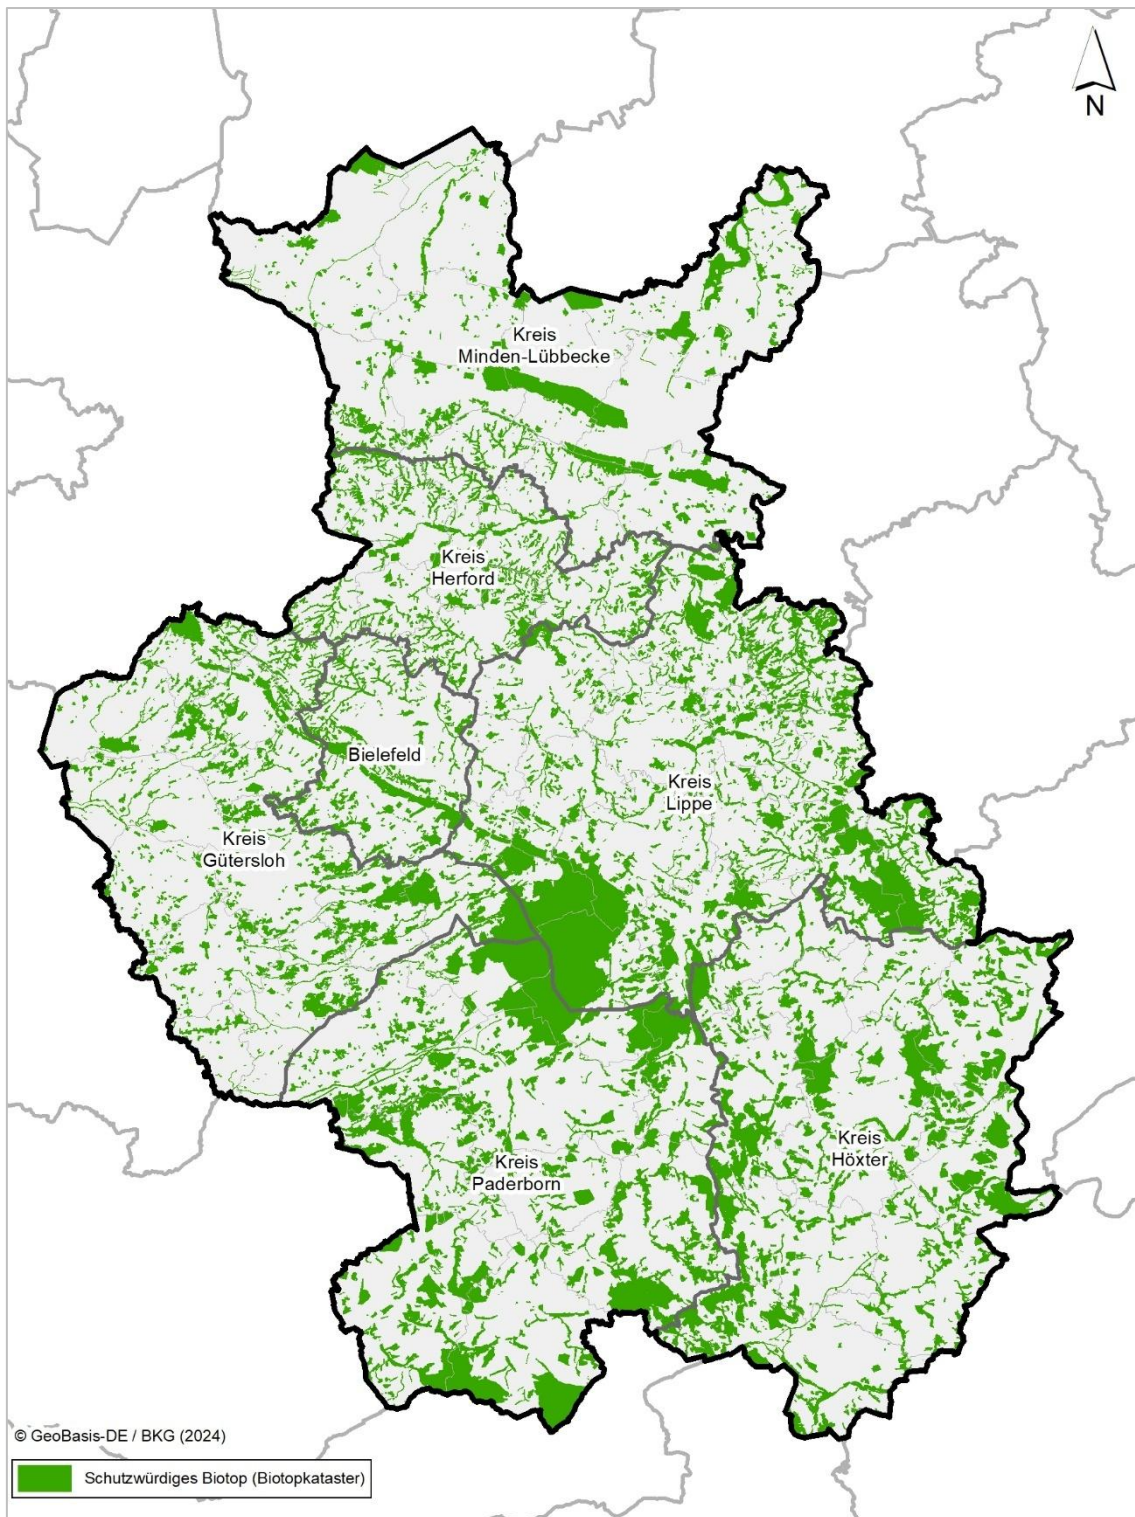 N
Kreis
Minden-Lübbecke
Kreis
Herford
Bielefeld
Kreis
Lippe
Kreis
Gütersloh
Kreis
Höxter
Kreis
Paderborn
© GeoBasis-DE / BKG (2024)
Schutzwürdiges Biotop (Biotopkataster)